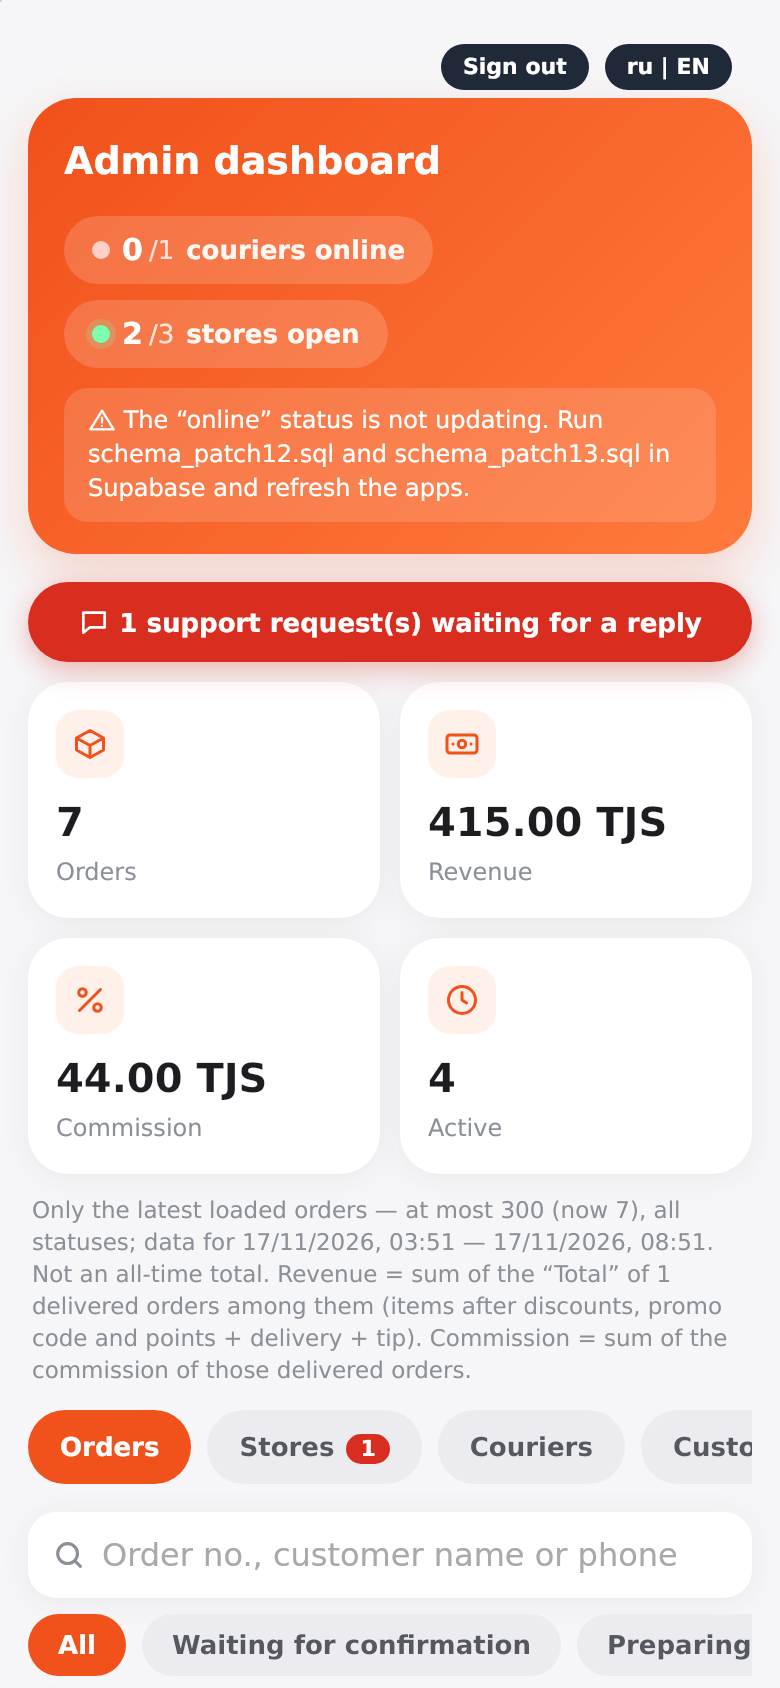 Sign out
ru | EN
Admin dashboard
0 /1 couriers online
2 /3 stores open
The “online” status is not updating. Run
schema_patch12.sql and schema_patch13.sql in
Supabase and refresh the apps.
1 support request(s) waiting for a reply
7
Orders
415.00 TJS
Revenue
44.00 TJS
Commission
4
Active
Only the latest loaded orders — at most 300 (now 7), all
statuses; data for 17/11/2026, 03:51 — 17/11/2026, 08:51.
Not an all-time total. Revenue = sum of the “Total” of 1
delivered orders among them (items after discounts, promo
code and points + delivery + tip). Commission = sum of the
commission of those delivered orders.
Orders
Stores 1
Couriers
Custo
Order no., customer name or phone
All
Waiting for confirmation
Preparing